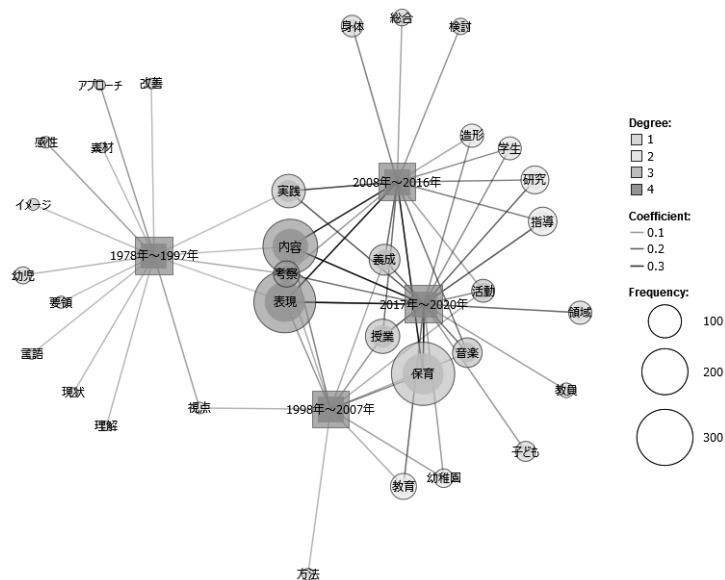 身体
総合
検討
アプローチ
改善
感性
素材
イメージ
幼児
要領
言語
現状
理解
視点
方法
1978年~1997年
2008年~2016年
2017年~2020年
1998年~2007年
実践
内容
考察
表現
義成
授業
保育
活動
音楽
造形
学生
研究
指導
領域
教員
子ども
幼稚園
教育
Degree:
1
2
3
4
Coefficient:
0.1
0.2
0.3
Frequency:
100
200
300